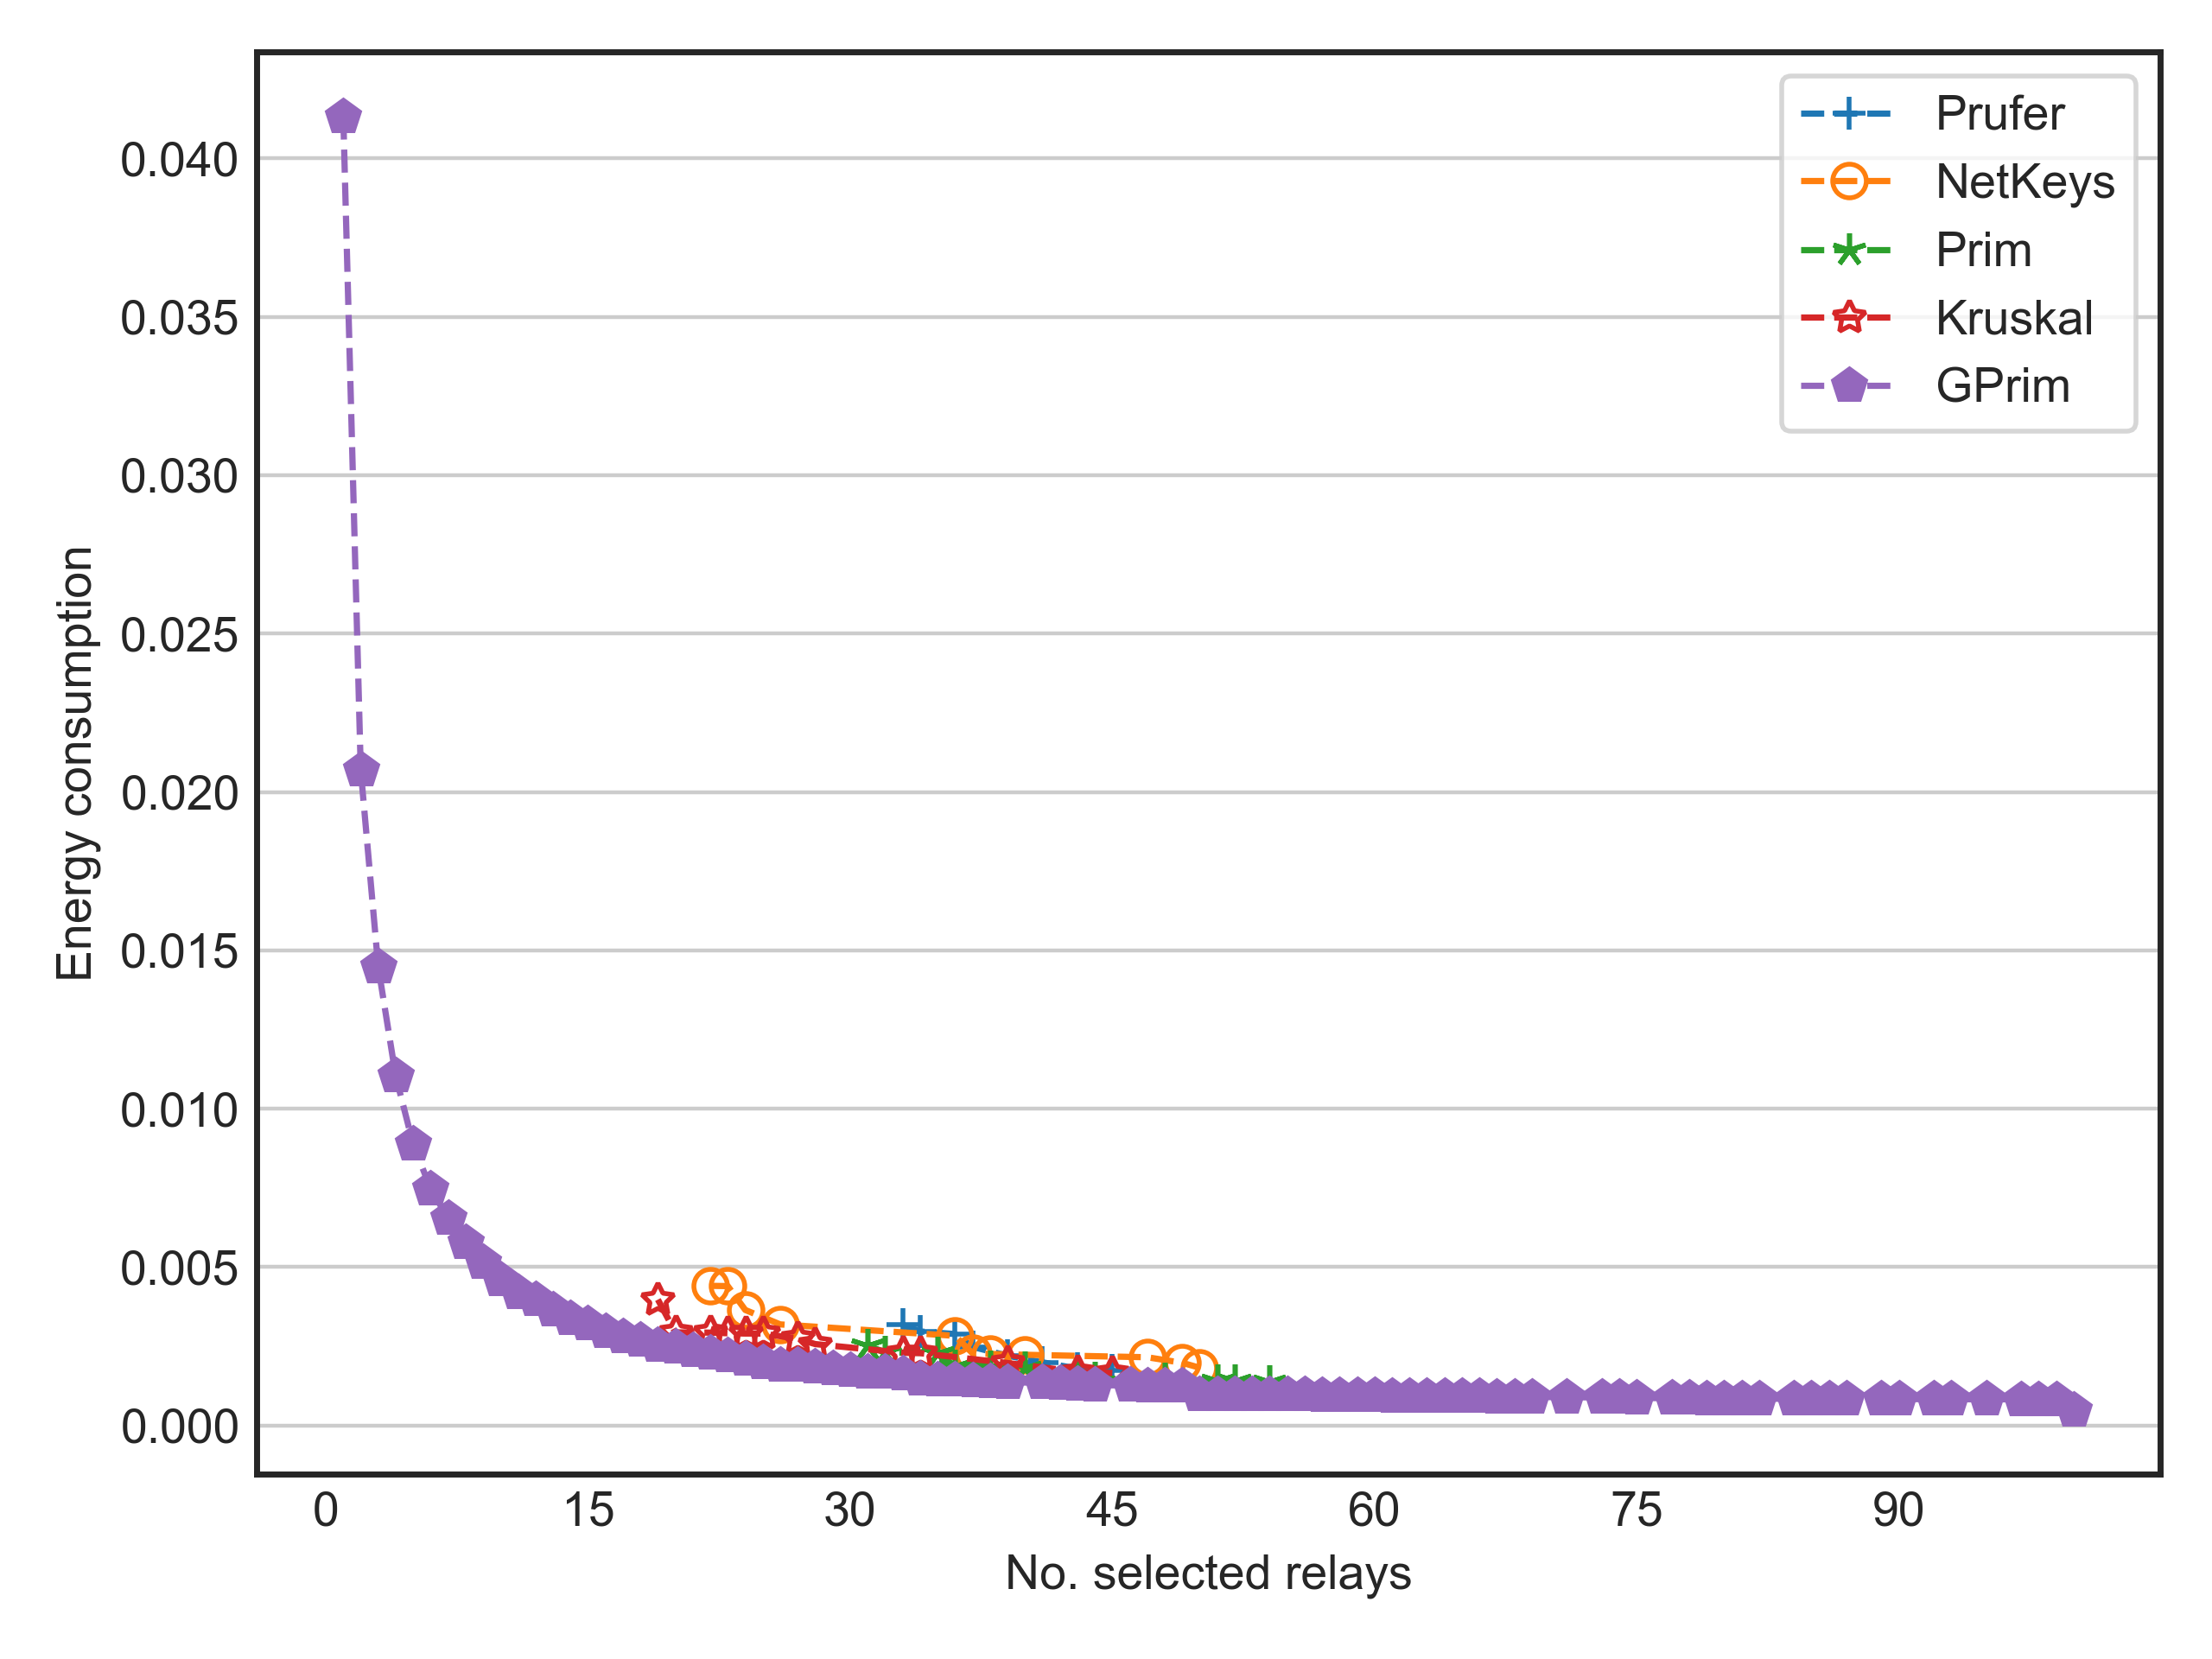 Prufer
NetKeys
Prim
Kruskal
GPrim
0.040
0.035
0.030
0.025
0.020
0.015
0.010
0.005
0.000
Energy consumption
0 15 30 45 60 75 90
No. selected relays